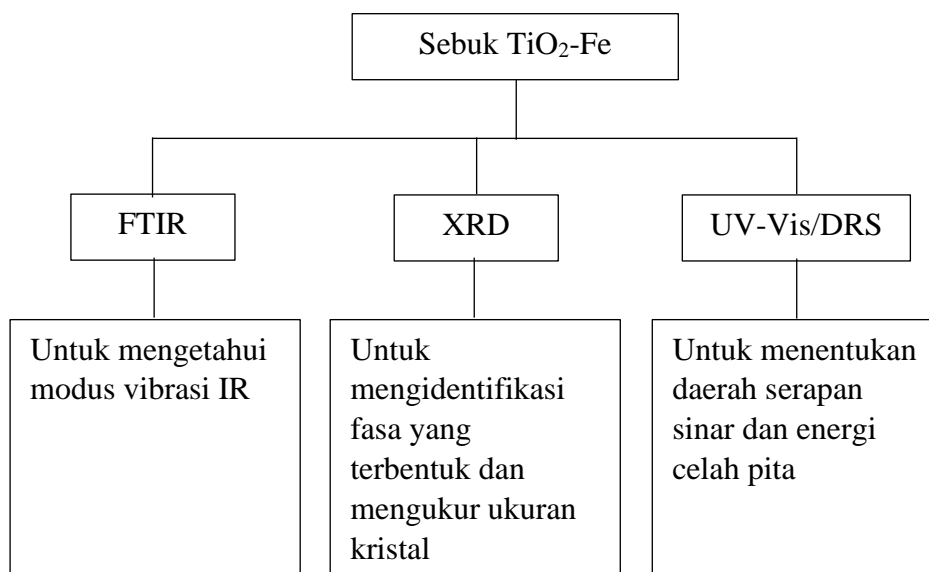 Sebuk TiO₂-Fe
FTIR
XRD
UV-Vis/DRS
Untuk mengetahui
modus vibrasi IR
Untuk
mengidentifikasi
fasa yang
terbentuk dan
mengukur ukuran
kristal
Untuk menentukan
daerah serapan
sinar dan energi
celah pita